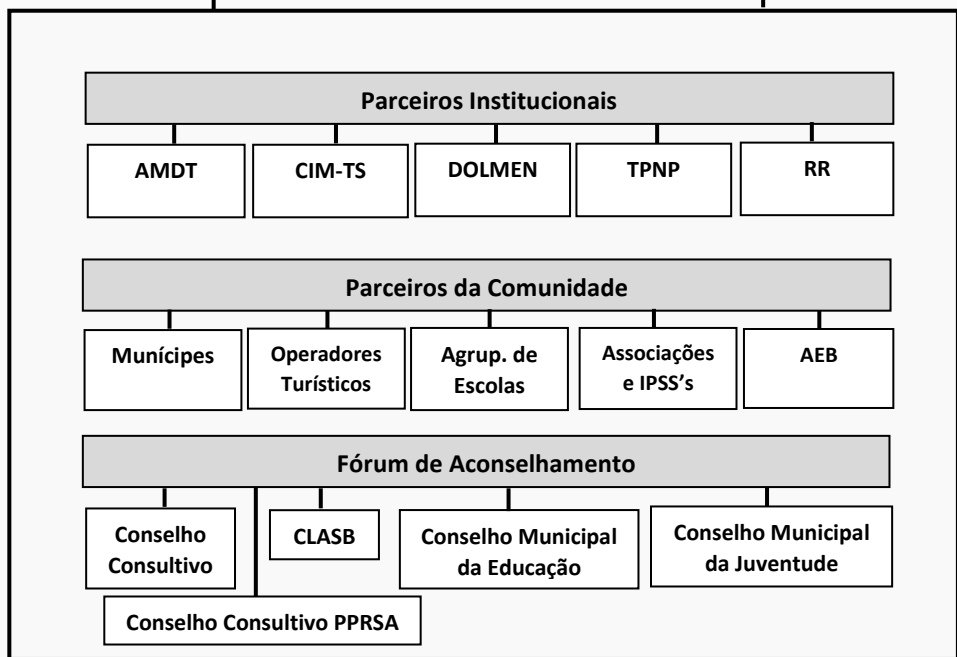 Parceiros Institucionais
AMDT
CIM-TS
DOLMEN
TPNP
RR
Parceiros da Comunidade
Munícipes
Operadores
Turísticos
Agrup. de
Escolas
Associações
e IPSS’s
AEB
Fórum de Aconselhamento
Conselho
Consultivo
CLASB
Conselho Municipal
da Educação
Conselho Municipal
da Juventude
Conselho Consultivo PPRSA